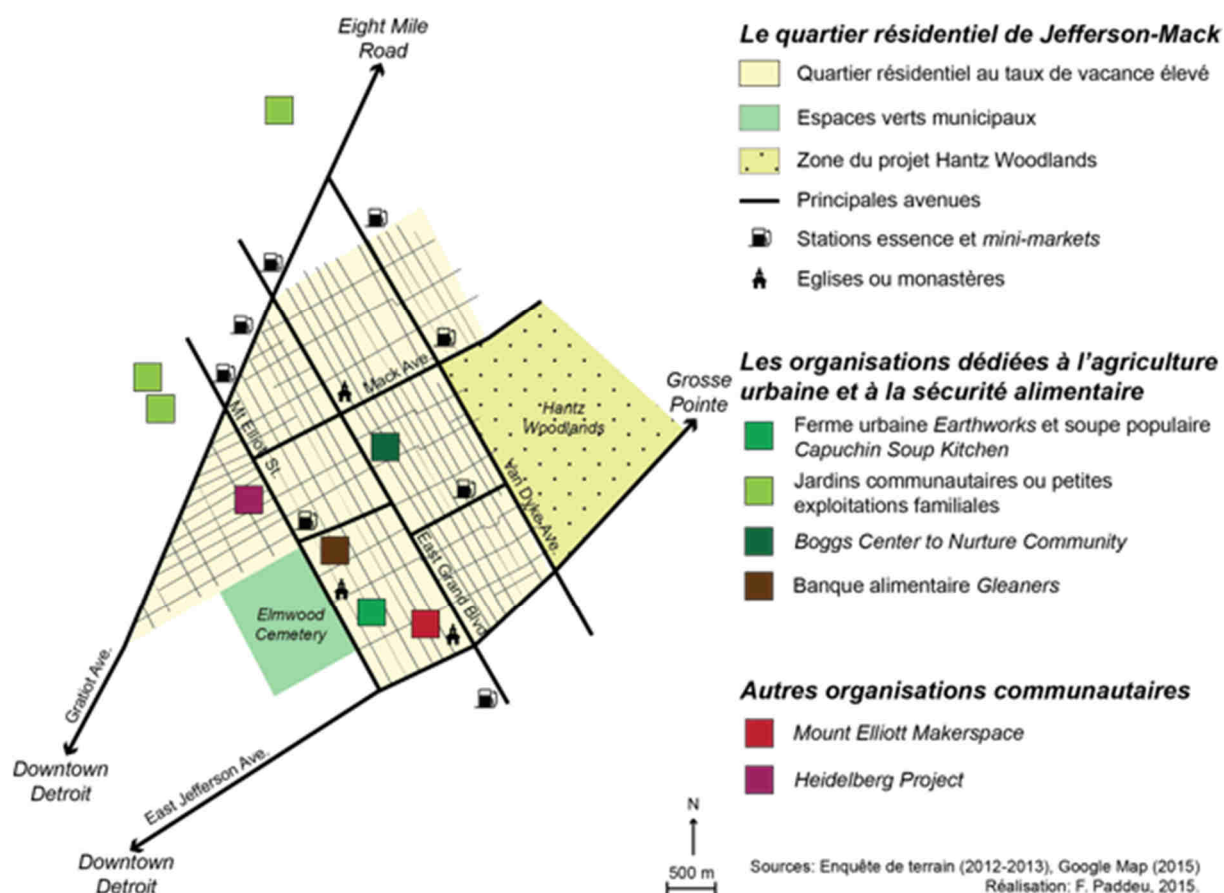 Eight Mile
Road
Mack Ave.
Mt Elliott St.
Van Dyke Ave.
East Grand Blvd
Hantz
Woodlands
Grosse
Pointe
Elmwood
Cemetery
Gratiot Ave.
Downtown
Detroit
East Jefferson Ave.
Downtown
Detroit
Le quartier résidentiel de Jefferson-Mack
Quartier résidentiel au taux de vacance élevé
Espaces verts municipaux
Zone du projet Hantz Woodlands
Principales avenues
Stations essence et mini-markets
Eglises ou monastères
Les organisations dédiées à l'agriculture
urbaine et à la sécurité alimentaire
Ferme urbaine Earthworks et soupe populaire
Capuchin Soup Kitchen
Jardins communautaires ou petites
exploitations familiales
Boggs Center to Nurture Community
Banque alimentaire Gleaners
Autres organisations communautaires
Mount Elliott Makerspace
Heidelberg Project
N
500 m
Sources: Enquête de terrain (2012-2013), Google Map (2015)
Réalisation: F. Paddeu, 2015.